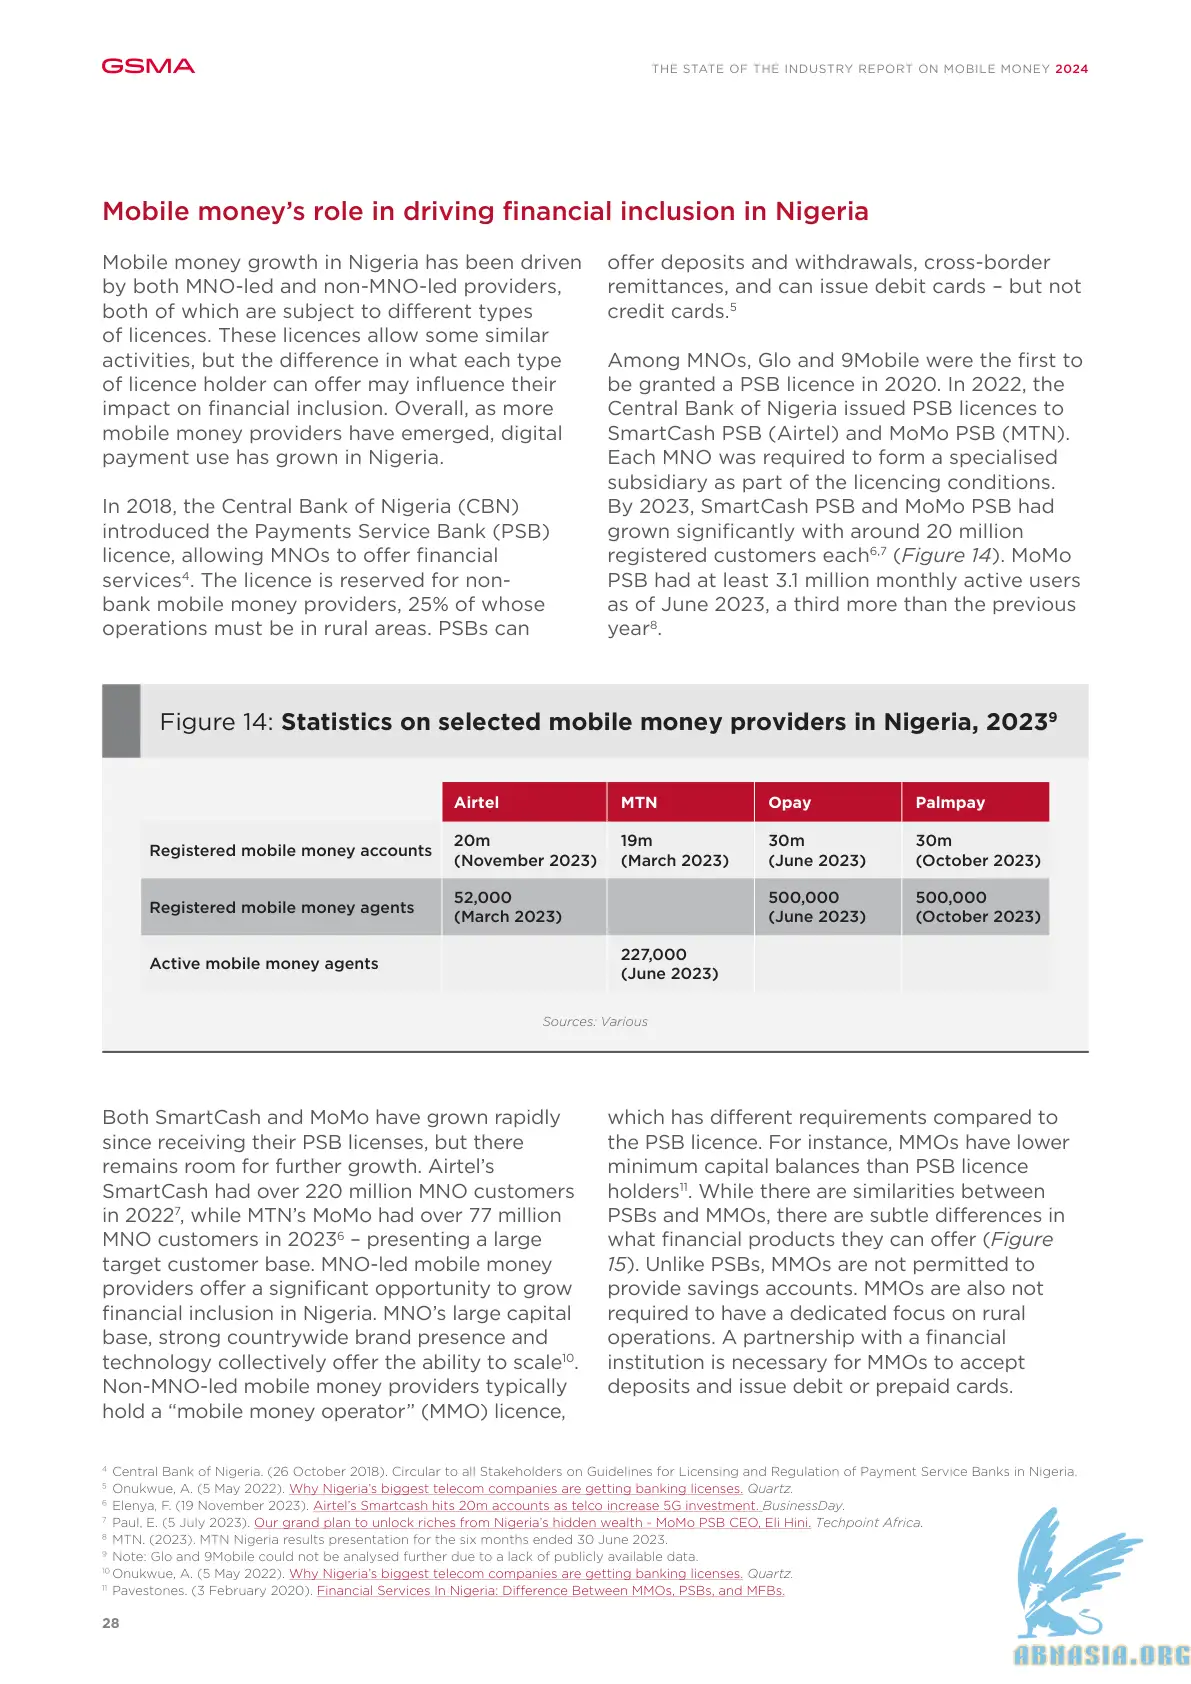 GSMA
THE STATE OF THE INDUSTRY REPORT ON MOBILE MONEY 2024
Mobile money’s role in driving financial inclusion in Nigeria
Mobile money growth in Nigeria has been driven
by both MNO-led and non-MNO-led providers,
both of which are subject to different types
of licences. These licences allow some similar
activities, but the difference in what each type
of licence holder can offer may influence their
impact on financial inclusion. Overall, as more
mobile money providers have emerged, digital
payment use has grown in Nigeria.
In 2018, the Central Bank of Nigeria (CBN)
introduced the Payments Service Bank (PSB)
licence, allowing MNOs to offer financial
services⁴. The licence is reserved for non-
bank mobile money providers, 25% of whose
operations must be in rural areas. PSBs can
offer deposits and withdrawals, cross-border
remittances, and can issue debit cards – but not
credit cards.⁵
Among MNOs, Glo and 9Mobile were the first to
be granted a PSB licence in 2020. In 2022, the
Central Bank of Nigeria issued PSB licences to
SmartCash PSB (Airtel) and MoMo PSB (MTN).
Each MNO was required to form a specialised
subsidiary as part of the licencing conditions.
By 2023, SmartCash PSB and MoMo PSB had
grown significantly with around 20 million
registered customers each⁶,⁷ (Figure 14). MoMo
PSB had at least 3.1 million monthly active users
as of June 2023, a third more than the previous
year⁸.
Figure 14: Statistics on selected mobile money providers in Nigeria, 2023⁹
Airtel MTN Opay Palmpay
Registered mobile money accounts 20m (November 2023) 19m (March 2023) 30m (June 2023) 30m (October 2023)
Registered mobile money agents 52,000 (March 2023) 500,000 (June 2023) 500,000 (October 2023)
Active mobile money agents 227,000 (June 2023)
Sources: Various
Both SmartCash and MoMo have grown rapidly
since receiving their PSB licenses, but there
remains room for further growth. Airtel’s
SmartCash had over 220 million MNO customers
in 2022⁷, while MTN’s MoMo had over 77 million
MNO customers in 2023⁶ – presenting a large
target customer base. MNO-led mobile money
providers offer a significant opportunity to grow
financial inclusion in Nigeria. MNO’s large capital
base, strong countrywide brand presence and
technology collectively offer the ability to scale¹⁰.
Non-MNO-led mobile money providers typically
hold a “mobile money operator” (MMO) licence,
which has different requirements compared to
the PSB licence. For instance, MMOs have lower
minimum capital balances than PSB licence
holders¹¹. While there are similarities between
PSBs and MMOs, there are subtle differences in
what financial products they can offer (Figure
15). Unlike PSBs, MMOs are not permitted to
provide savings accounts. MMOs are also not
required to have a dedicated focus on rural
operations. A partnership with a financial
institution is necessary for MMOs to accept
deposits and issue debit or prepaid cards.
⁴ Central Bank of Nigeria. (26 October 2018). Circular to all Stakeholders on Guidelines for Licensing and Regulation of Payment Service Banks in Nigeria.
⁵ Onukwue, A. (5 May 2022). Why Nigeria’s biggest telecom companies are getting banking licenses. Quartz.
⁶ Elenya, F. (19 November 2023). Airtel’s Smartcash hits 20m accounts as telco increase 5G investment. BusinessDay.
⁷ Paul, E. (5 July 2023). Our grand plan to unlock riches from Nigeria’s hidden wealth - MoMo PSB CEO, Eli Hini. Techpoint Africa.
⁸ MTN. (2023). MTN Nigeria results presentation for the six months ended 30 June 2023.
⁹ Note: Glo and 9Mobile could not be analysed further due to a lack of publicly available data.
¹⁰ Onukwue, A. (5 May 2022). Why Nigeria’s biggest telecom companies are getting banking licenses. Quartz.
¹¹ Pavestones. (3 February 2020). Financial Services In Nigeria: Difference Between MMOs, PSBs, and MFBs.
28
ABNASIA.ORG